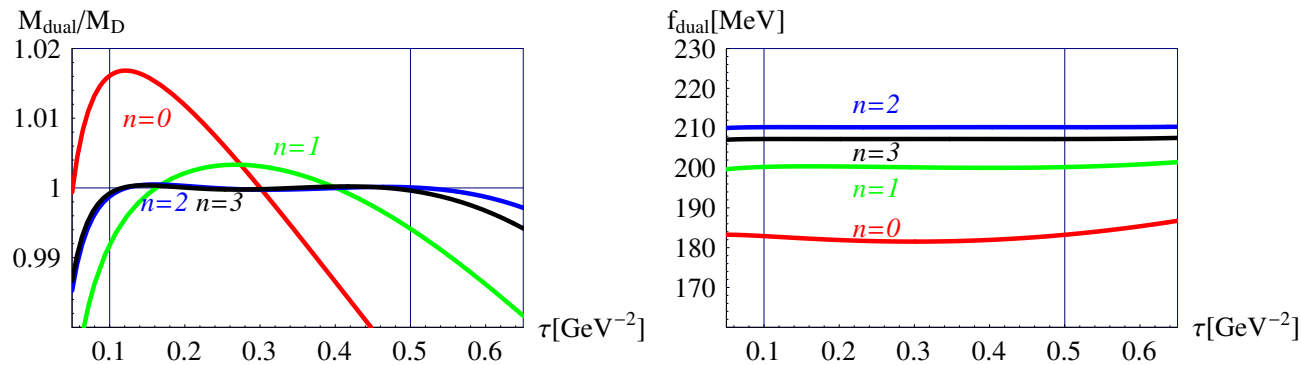 M_dual/M_D
1.02
1.01
1
0.99
n=0
n=1
n=2 n=3
0.1 0.2 0.3 0.4 0.5 0.6
τ[GeV⁻²]
f_dual[MeV]
230
220
210
200
190
180
170
n=2
n=3
n=1
n=0
0.1 0.2 0.3 0.4 0.5 0.6
τ[GeV⁻²]